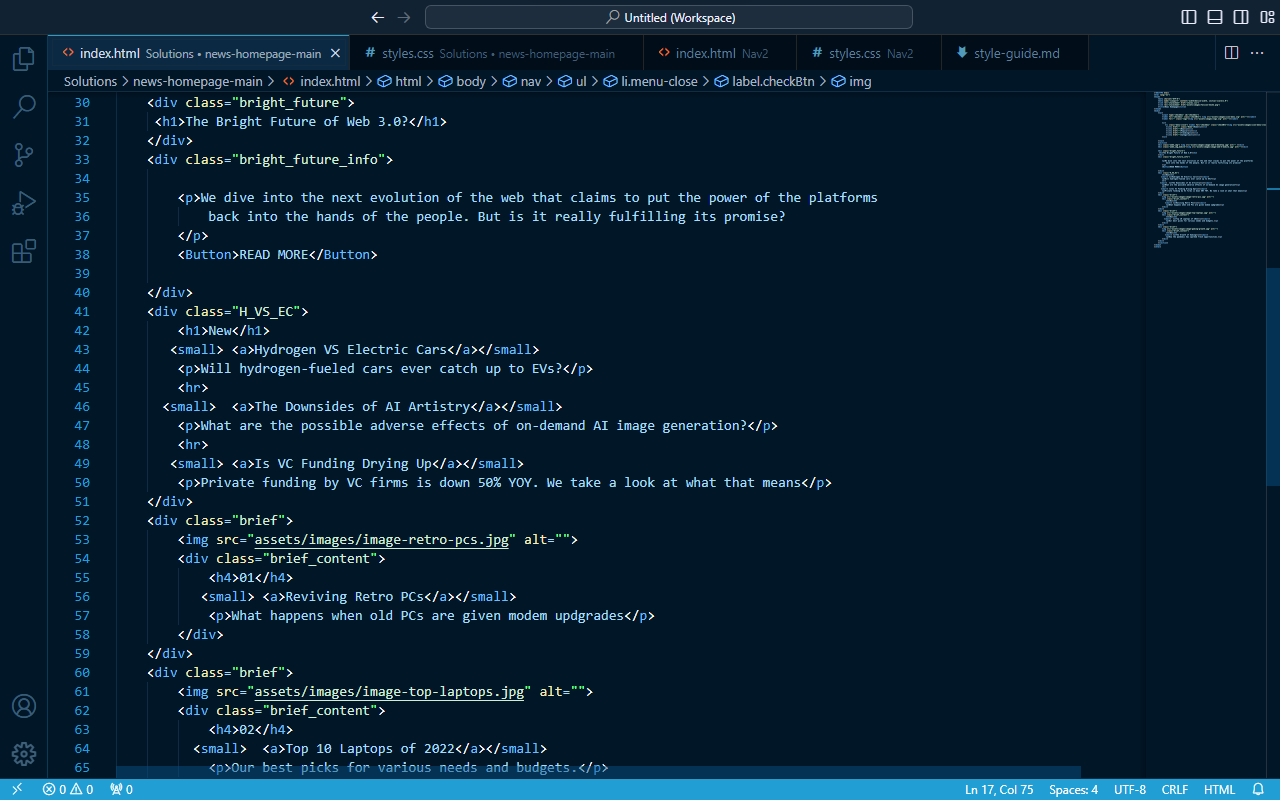 Untitled (Workspace)
index.html Solutions • news-homepage-main
styles.css Solutions • news-homepage-main
index.html Nav2
styles.css Nav2
style-guide.md
Solutions > news-homepage-main > index.html > html > body > nav > ul > li.menu-close > label.checkBtn > img
30 <div class="bright_future">
31 <h1>The Bright Future of Web 3.0?</h1>
32 </div>
33 <div class="bright_future_info">
34
35 <p>We dive into the next evolution of the web that claims to put the power of the platforms
36 back into the hands of the people. But is it really fulfilling its promise?
37 </p>
38 <Button>READ MORE</Button>
39
40 </div>
41 <div class="H_VS_EC">
42 <h1>New</h1>
43 <small> <a>Hydrogen VS Electric Cars</a></small>
44 <p>Will hydrogen-fueled cars ever catch up to EVs?</p>
45 <hr>
46 <small>  <a>The Downsides of AI Artistry</a></small>
47 <p>What are the possible adverse effects of on-demand AI image generation?</p>
48 <hr>
49 <small> <a>Is VC Funding Drying Up</a></small>
50 <p>Private funding by VC firms is down 50% YOY. We take a look at what that means</p>
51 </div>
52 <div class="brief">
53 <img src="assets/images/image-retro-pcs.jpg" alt="">
54 <div class="brief_content">
55 <h4>01</h4>
56 <small> <a>Reviving Retro PCs</a></small>
57 <p>What happens when old PCs are given modem updgrades</p>
58 </div>
59 </div>
60 <div class="brief">
61 <img src="assets/images/image-top-laptops.jpg" alt="">
62 <div class="brief_content">
63 <h4>02</h4>
64 <small>  <a>Top 10 Laptops of 2022</a></small>
65 <p>Our best picks for various needs and budgets.</p>
0 0 0 Ln 17, Col 75 Spaces: 4 UTF-8 CRLF HTML